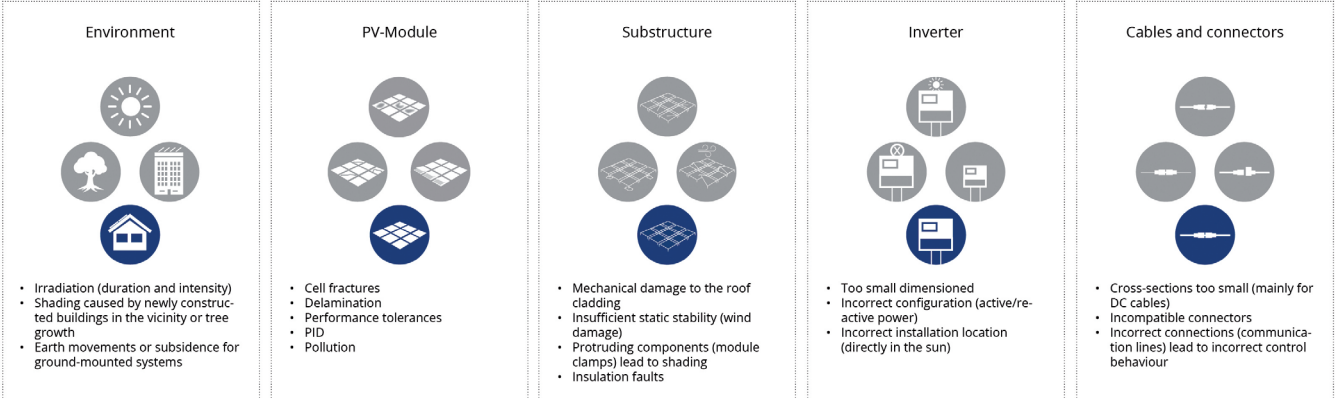 Environment
• Irradiation (duration and intensity)
• Shading caused by newly construc-
ted buildings in the vicinity or tree
growth
• Earth movements or subsidence for
ground-mounted systems
PV-Module
• Cell fractures
• Delamination
• Performance tolerances
• PID
• Pollution
Substructure
• Mechanical damage to the roof
cladding
• Insufficient static stability (wind
damage)
• Protruding components (module
clamps) lead to shading
• Insulation faults
Inverter
• Too small dimensioned
• Incorrect configuration (active/re-
active power)
• Incorrect installation location
(directly in the sun)
Cables and connectors
• Cross-sections too small (mainly for
DC cables)
• Incompatible connectors
• Incorrect connections (communica-
tion lines) lead to incorrect control
behaviour